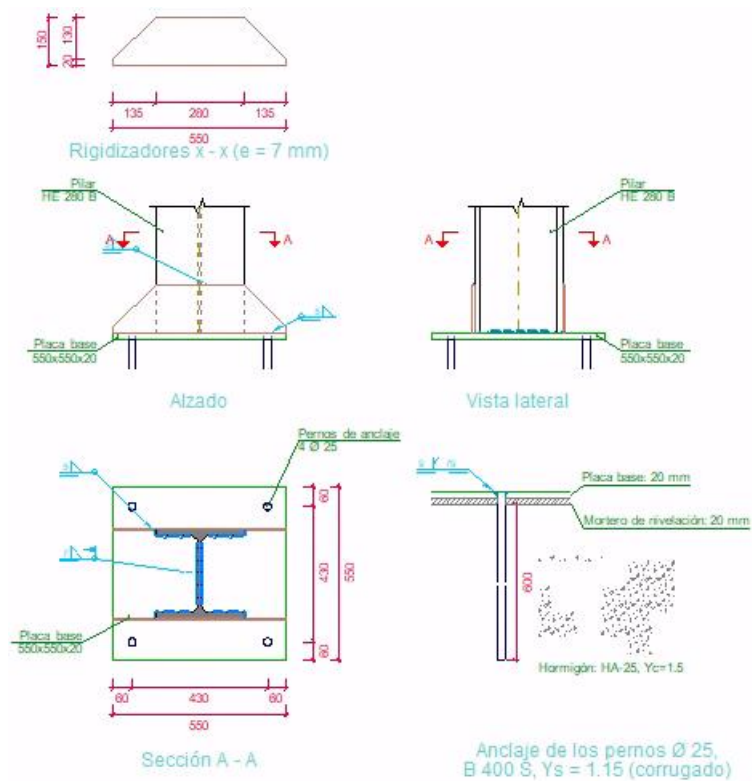 150
130
20
135
280
135
550
Rigidizadores x - x (e = 7 mm)
Pilar
HE 280 B
A
A
Placa base
550x550x20
Alzado
Pilar
HE 280 B
A
A
Placa base
550x550x20
Vista lateral
Pernos de anclaje
4 Ø 25
60
430
550
60
Placa base
550x550x20
60
430
60
550
Sección A - A
Placa base: 20 mm
Mortero de nivelación: 20 mm
600
Hormigón: HA-25, Yc=1.5
Anclaje de los pernos Ø 25,
B 400 S, Ys = 1.15 (corrugado)